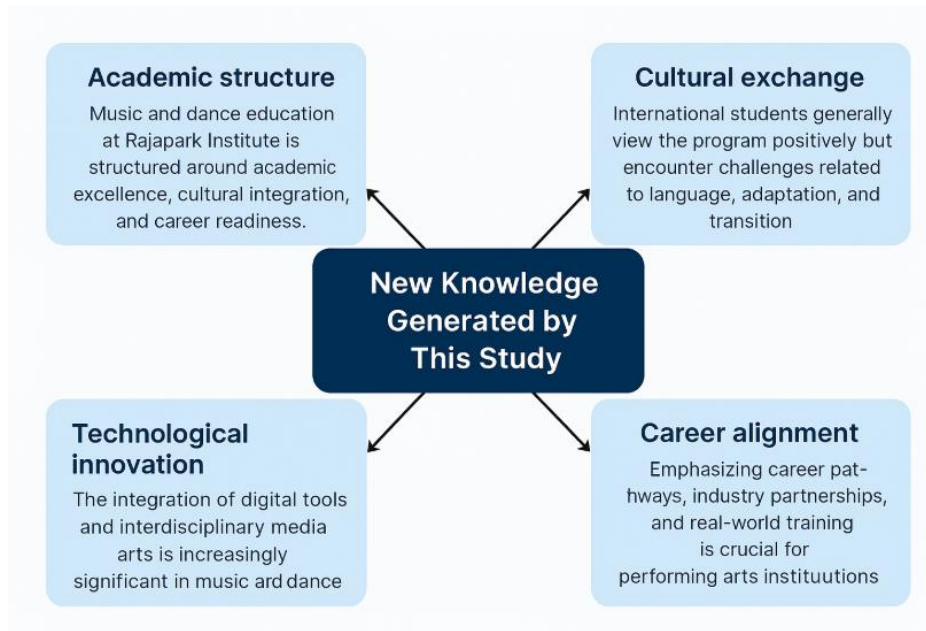 Academic structure
Music and dance education
at Rajapark Institute is
structured around academic
excellence, cultural integration,
and career readiness.
Cultural exchange
International students generally
view the program positively but
encounter challenges related
to language, adaptation, and
transition
New Knowledge
Generated by
This Study
Technological
innovation
The integration of digital tools
and interdisciplinary media
arts is increasingly
significant in music ard dance
Career alignment
Emphasizing career pat-
hways, industry partnerships,
and real-world training
is crucial for
performing arts instituutions